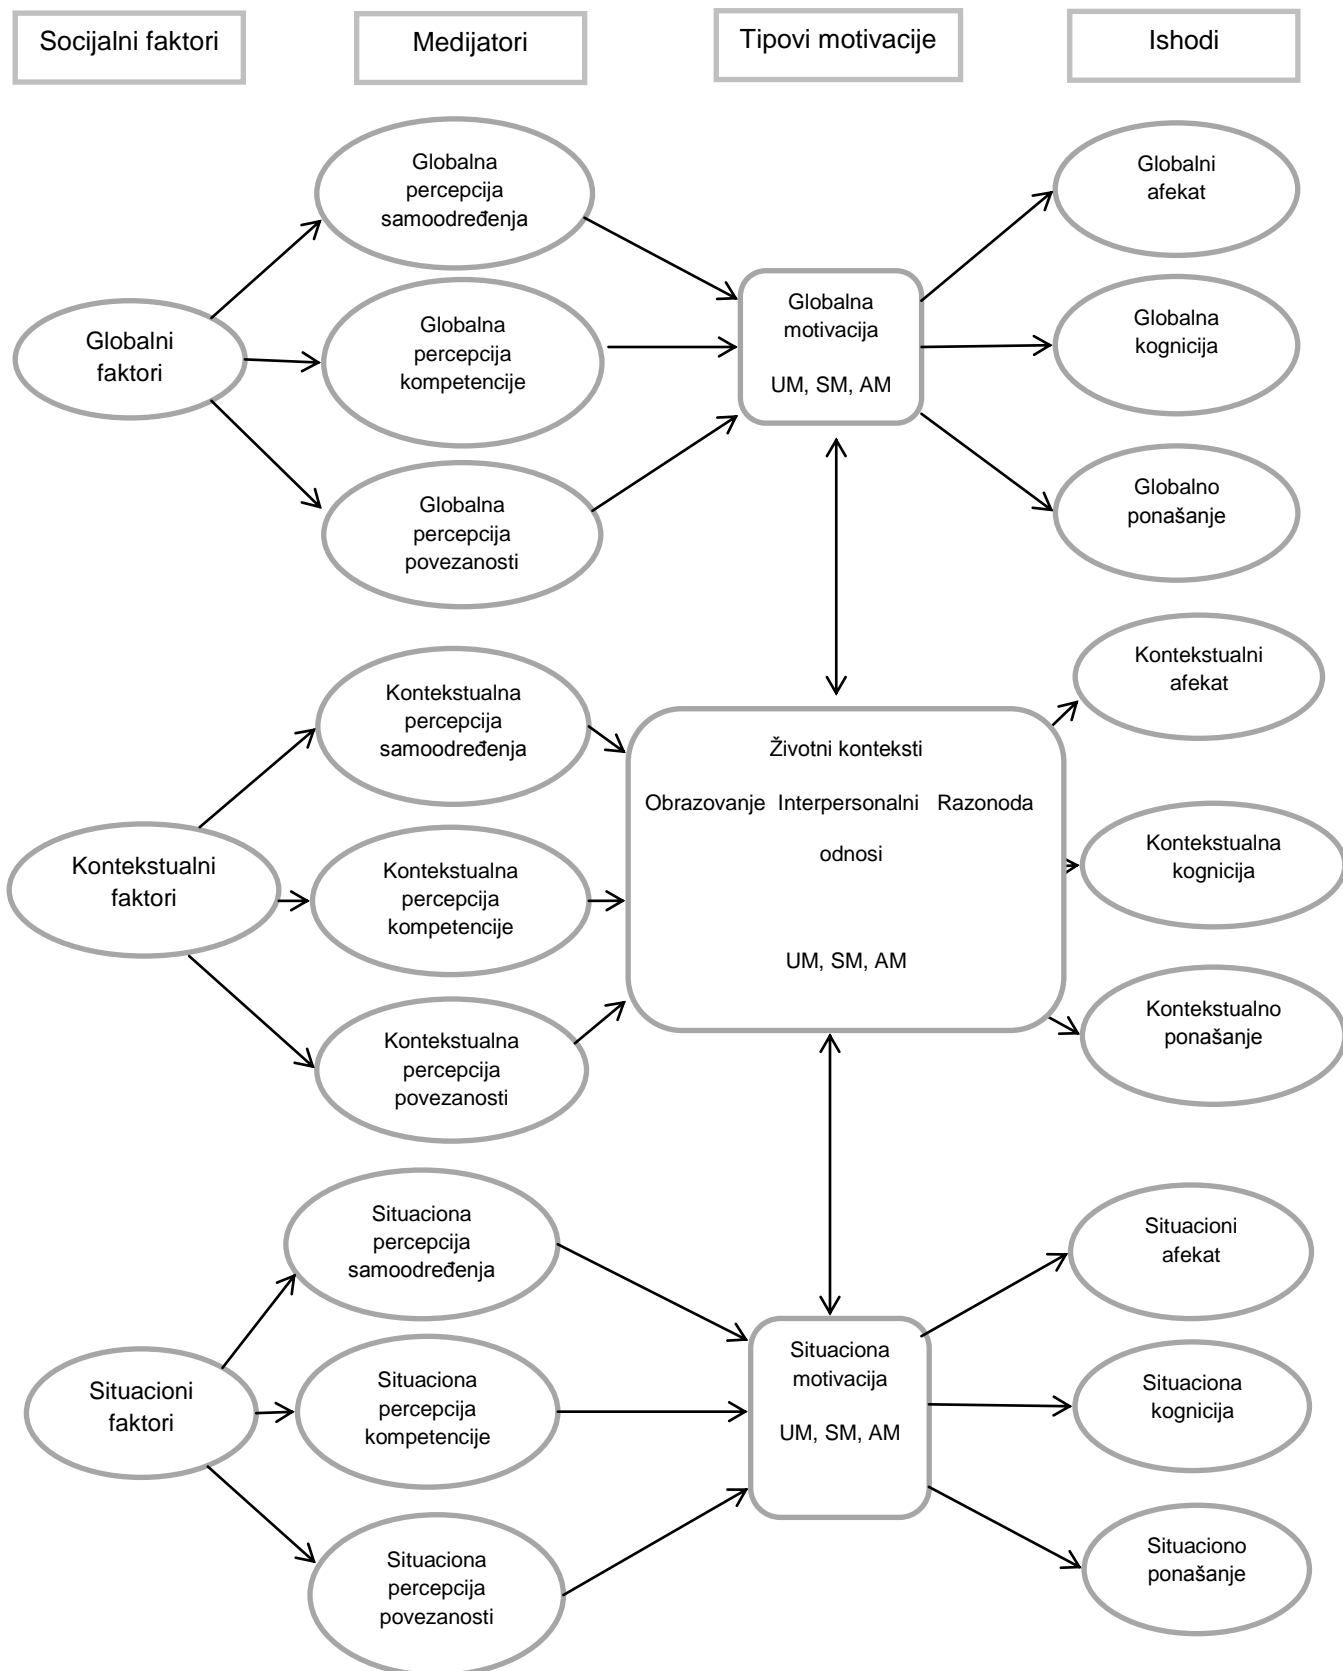 Socijalni faktori
Medijatori
Tipovi motivacije
Ishodi
Globalni
faktori
Globalna
percepcija
samoodređenja
Globalna
percepcija
kompetencije
Globalna
percepcija
povezanosti
Globalna
motivacija
UM, SM, AM
Globalni
afekat
Globalna
kognicija
Globalno
ponašanje
Kontekstualni
faktori
Kontekstualna
percepcija
samoodređenja
Kontekstualna
percepcija
kompetencije
Kontekstualna
percepcija
povezanosti
Životni konteksti
Obrazovanje Interpersonalni Razonoda
odnosi
UM, SM, AM
Kontekstualni
afekat
Kontekstualna
kognicija
Kontekstualno
ponašanje
Situacioni
faktori
Situaciona
percepcija
samoodređenja
Situaciona
percepcija
kompetencije
Situaciona
percepcija
povezanosti
Situaciona
motivacija
UM, SM, AM
Situacioni
afekat
Situaciona
kognicija
Situaciono
ponašanje